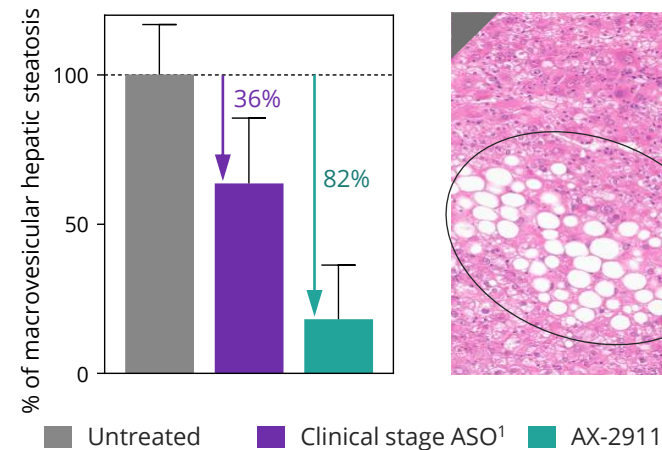 % of macrovesicular hepatic steatosis
100
50
0
36%
82%
Untreated
Clinical stage ASO¹
AX-2911